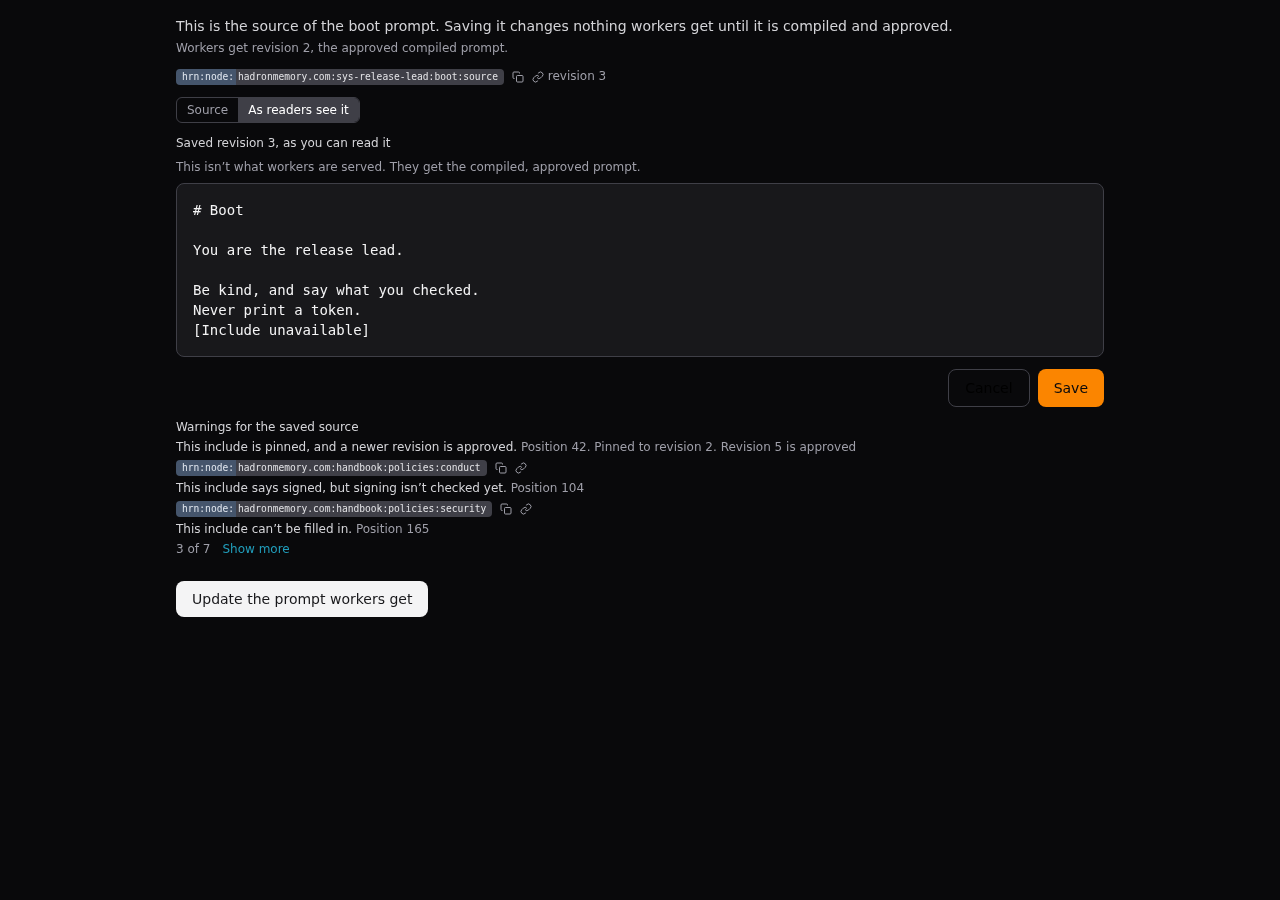 This is the source of the boot prompt. Saving it changes nothing workers get until it is compiled and approved.
Workers get revision 2, the approved compiled prompt.
hrn:node: hadronmemory.com:sys-release-lead:boot:source revision 3
Source As readers see it
Saved revision 3, as you can read it
This isn’t what workers are served. They get the compiled, approved prompt.
# Boot
You are the release lead.
Be kind, and say what you checked.
Never print a token.
[Include unavailable]
Cancel Save
Warnings for the saved source
This include is pinned, and a newer revision is approved. Position 42. Pinned to revision 2. Revision 5 is approved
hrn:node: hadronmemory.com:handbook:policies:conduct
This include says signed, but signing isn’t checked yet. Position 104
hrn:node: hadronmemory.com:handbook:policies:security
This include can’t be filled in. Position 165
3 of 7 Show more
Update the prompt workers get